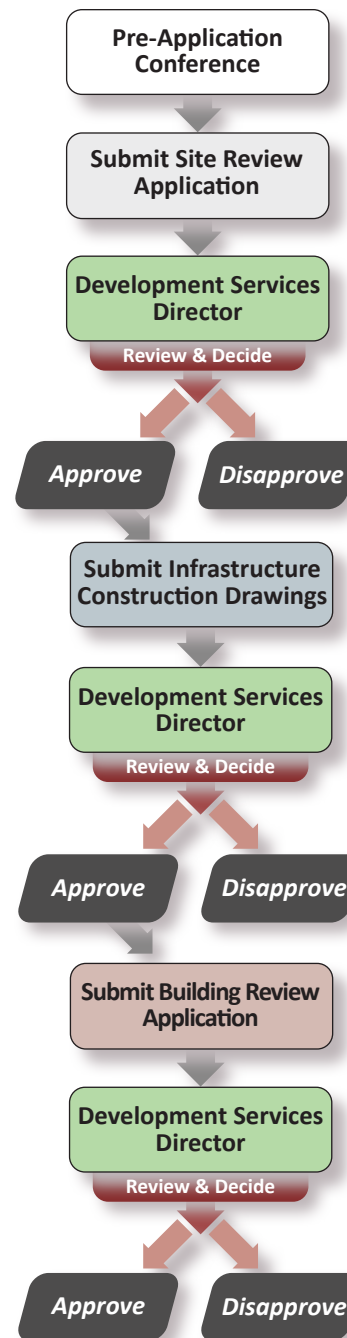 Pre-Application
Conference
Submit Site Review
Application
Development Services
Director
Review & Decide
Approve
Disapprove
Submit Infrastructure
Construction Drawings
Development Services
Director
Review & Decide
Approve
Disapprove
Submit Building Review
Application
Development Services
Director
Review & Decide
Approve
Disapprove